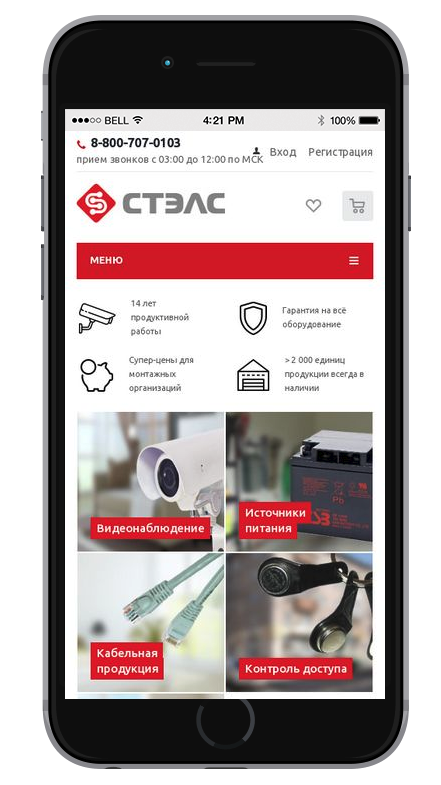 BELL 4:21 PM 100%
8-800-707-0103
прием звонков с 03:00 до 12:00 по МСК
Вход Регистрация
СТЭЛС
МЕНЮ
14 лет
продуктивной
работы
Гарантия на всё
оборудование
Супер-цены для
монтажных
организаций
> 2 000 единиц
продукции всегда в
наличии
Видеонаблюдение
Источники
питания
Pb
Кабельная
продукция
Контроль доступа